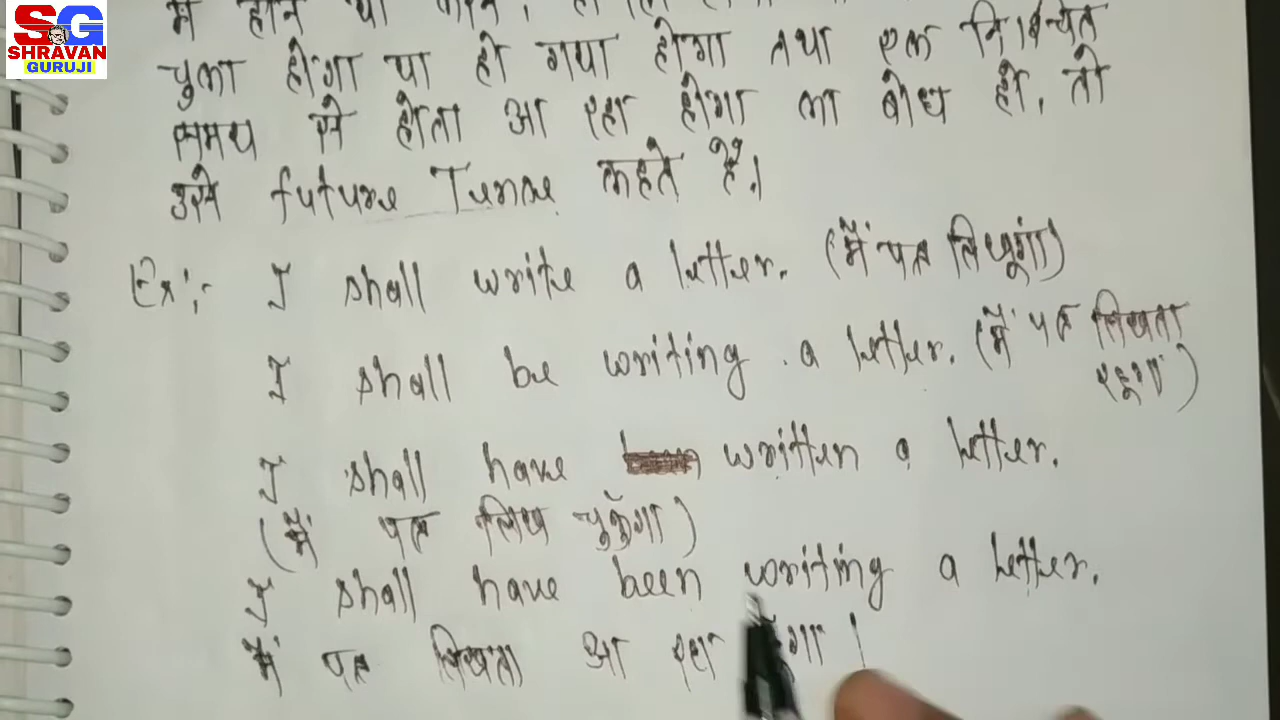 SG
SHRAVAN
GURUJI
चुका होगा या हो गया होगा तथा एक निश्चित
समय से होता आ रहा होगा का बोध हो, तो
उसे future Tense कहते हैं।
Ex:- I shall write a letter. (मैं पत्र लिखूंगा)
I shall be writing a letter. (मैं पत्र लिखता
रहूगा)
I shall have written a letter.
(मैं पत्र लिख चुकुँगा)
I shall have been writing a letter.
मैं पत्र लिखता आ रहा